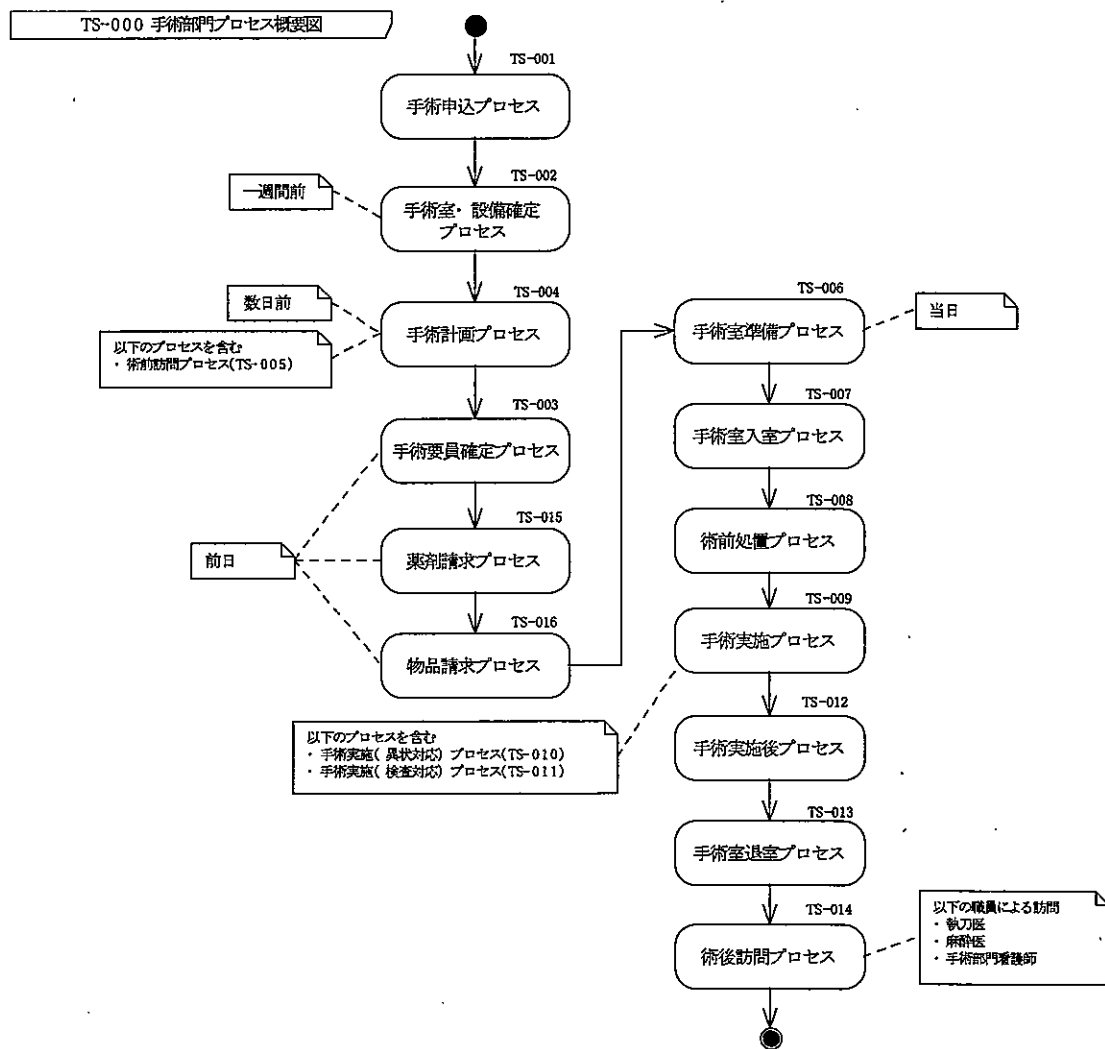 TS-000 手術部門プロセス概要図
TS-001
手術申込プロセス
TS-002
一週間前
手術室・設備確定
プロセス
TS-004
数日前
手術計画プロセス
以下のプロセスを含む
・術前訪問プロセス(TS-005)
TS-003
手術要員確定プロセス
TS-015
前日
薬剤請求プロセス
TS-016
物品請求プロセス
TS-006
当日
手術室準備プロセス
TS-007
手術室入室プロセス
TS-008
術前処置プロセス
TS-009
手術実施プロセス
以下のプロセスを含む
・手術実施(異状対応)プロセス(TS-010)
・手術実施(検査対応)プロセス(TS-011)
TS-012
手術実施後プロセス
TS-013
手術室退室プロセス
TS-014
術後訪問プロセス
以下の職員による訪問
・執刀医
・麻酔医
・手術部門看護師